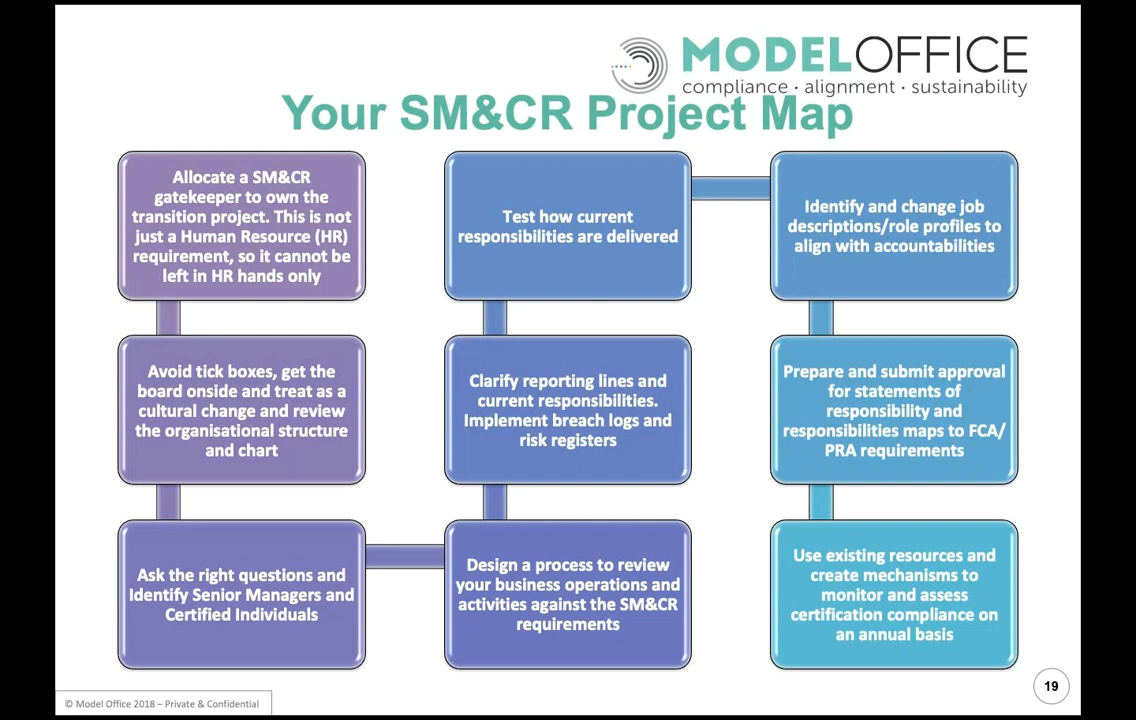 MODELOFFICE
compliance · alignment · sustainability
Your SM&CR Project Map
Allocate a SM&CR
gatekeeper to own the
transition project. This is not
just a Human Resource (HR)
requirement, so it cannot be
left in HR hands only
Avoid tick boxes, get the
board onside and treat as a
cultural change and review
the organisational structure
and chart
Ask the right questions and
Identify Senior Managers and
Certified Individuals
Design a process to review
your business operations and
activities against the SM&CR
requirements
Clarify reporting lines and
current responsibilities.
Implement breach logs and
risk registers
Test how current
responsibilities are delivered
Identify and change job
descriptions/role profiles to
align with accountabilities
Prepare and submit approval
for statements of
responsibility and
responsibilities maps to FCA/
PRA requirements
Use existing resources and
create mechanisms to
monitor and assess
certification compliance on
an annual basis
© Model Office 2018 – Private & Confidential
19